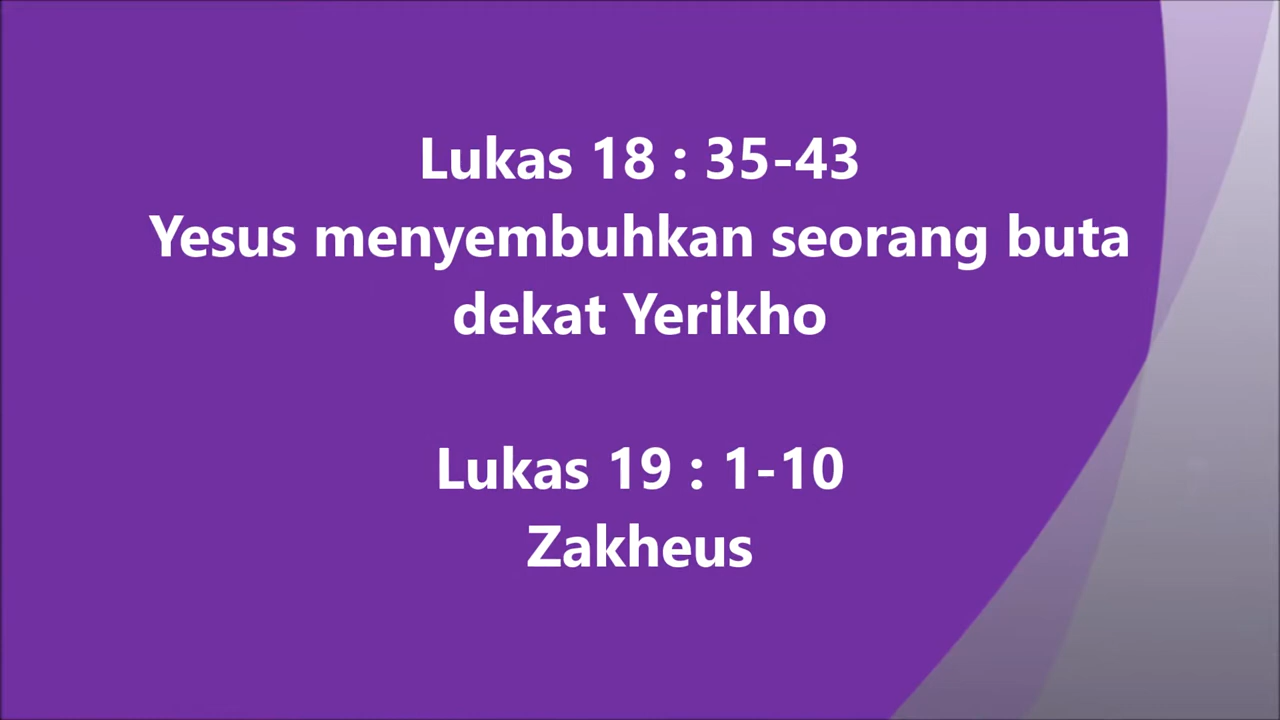 Lukas 18 : 35-43
Yesus menyembuhkan seorang buta
dekat Yerikho
Lukas 19 : 1-10
Zakheus